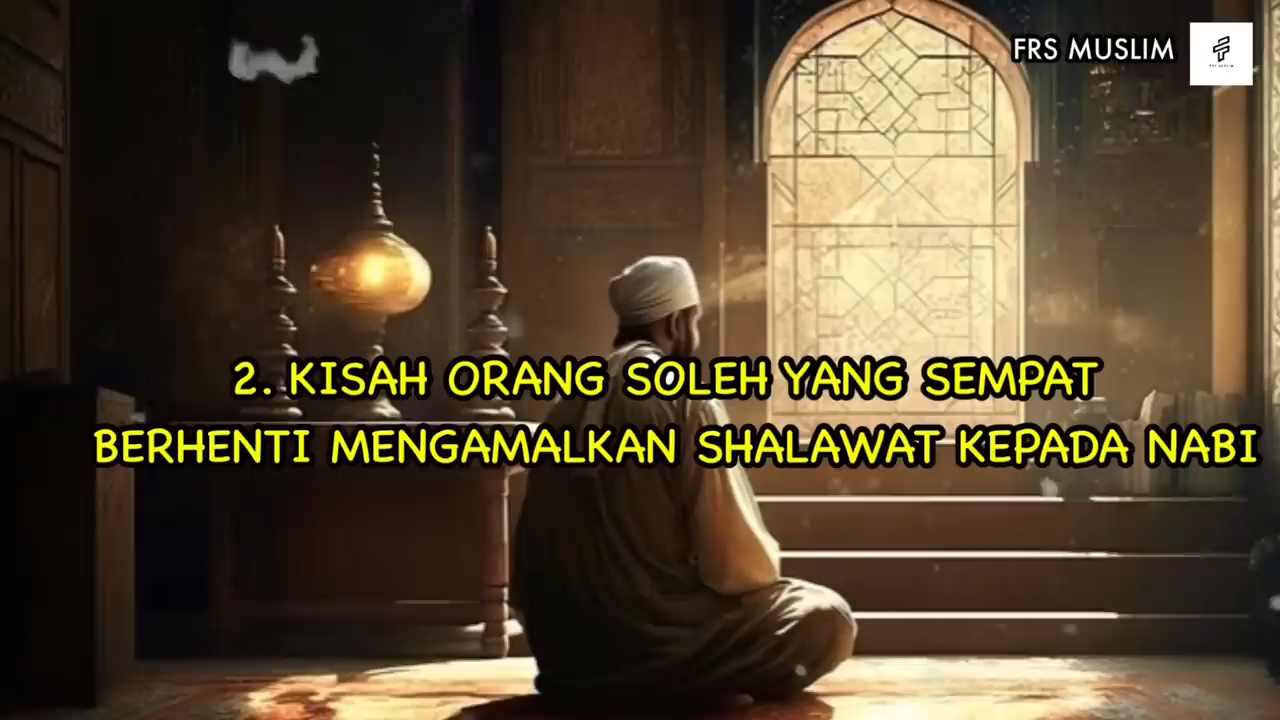 FRS MUSLIM
2. KISAH ORANG SOLEH YANG SEMPAT
BERHENTI MENGAMALKAN SHALAWAT KEPADA NABI